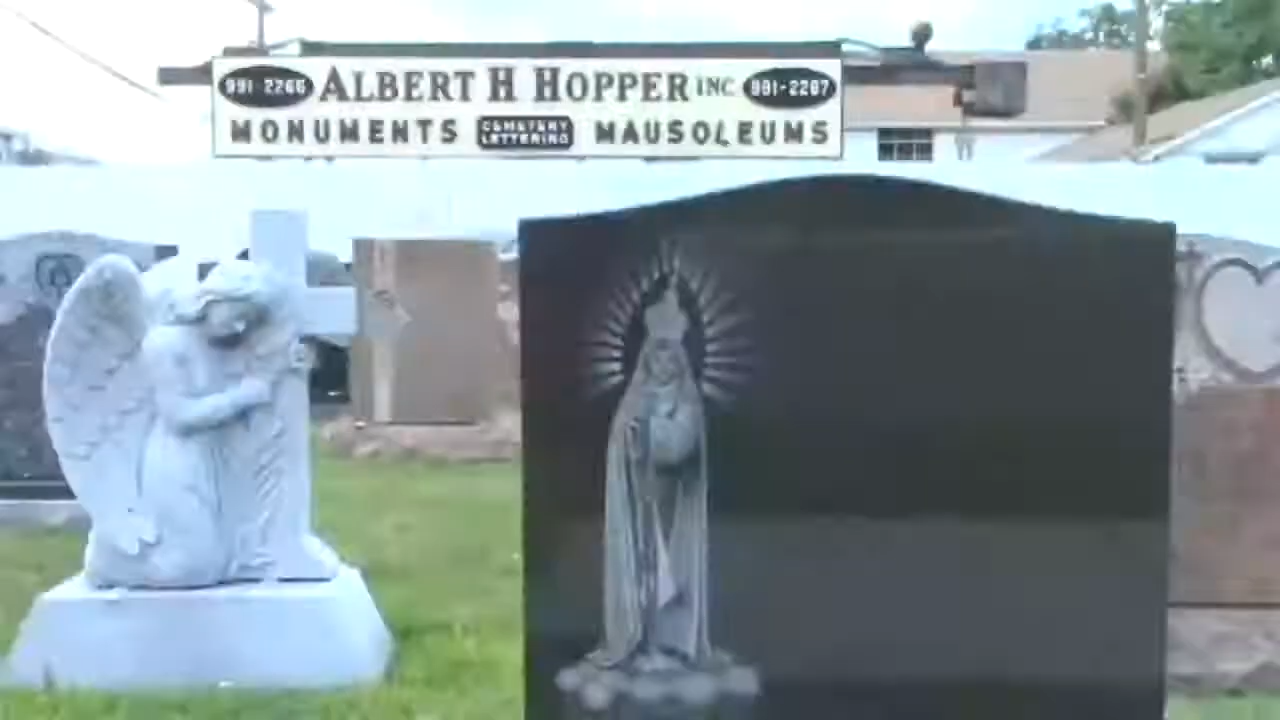 991-2266 ALBERT H HOPPER INC 991-2267
MONUMENTS CEMETERY LETTERING MAUSOLEUMS